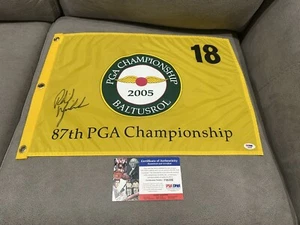 18
PGA CHAMPIONSHIP
2005
BALTUSROL
87th PGA Championship
Certificate of Authenticity
PSA/DNA